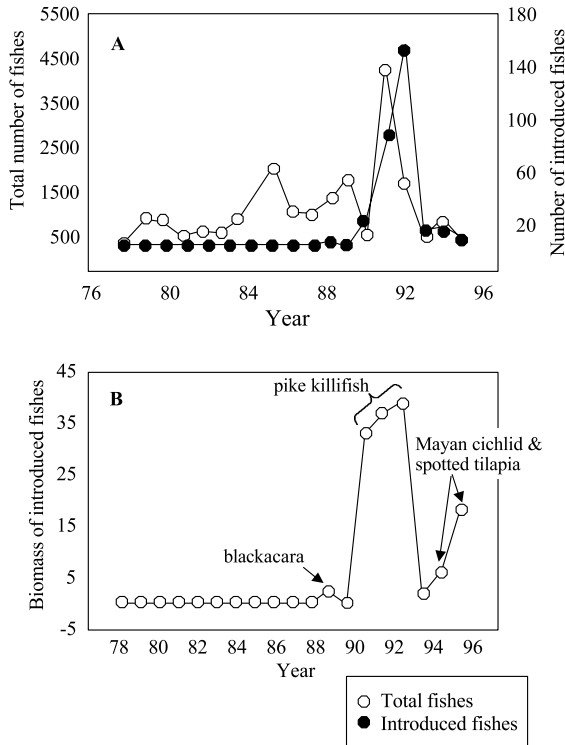 A
Total number of fishes
5500
4500
3500
2500
1500
500
180
140
100
60
20
Number of introduced fishes
76 80 84 88 92 96
Year
B
Biomass of introduced fishes
45
35
25
15
5
-5
pike killifish
Mayan cichlid &
spotted tilapia
blackacara
78 80 82 84 86 88 90 92 94 96
Year
Total fishes
Introduced fishes